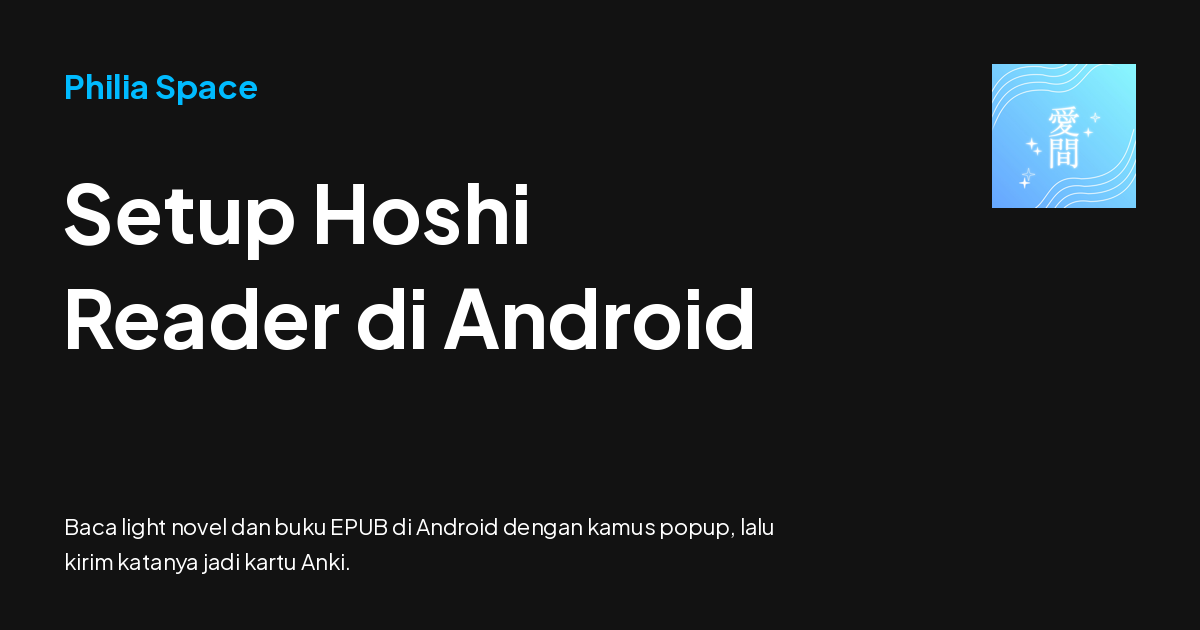 Philia Space
愛間
Setup Hoshi
Reader di Android
Baca light novel dan buku EPUB di Android dengan kamus popup, lalu
kirim katanya jadi kartu Anki.